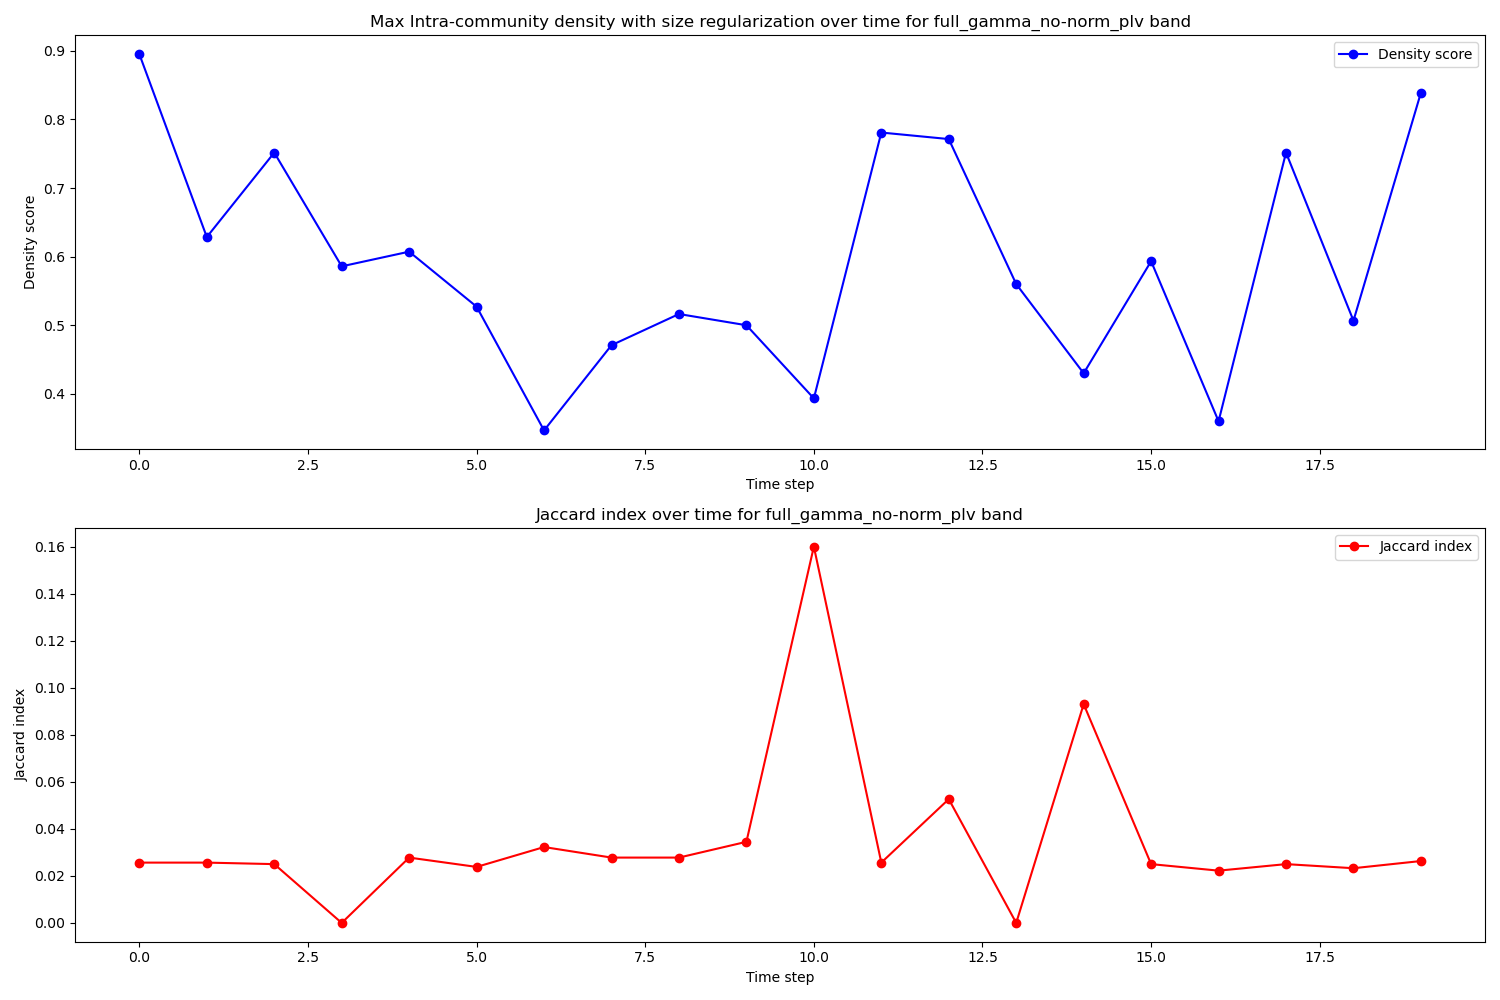 Max Intra-community density with size regularization over time for full_gamma_no-norm_plv band
Density score
0.9
0.8
0.7
0.6
0.5
0.4
Density score
0.0 2.5 5.0 7.5 10.0 12.5 15.0 17.5
Time step
Jaccard index over time for full_gamma_no-norm_plv band
Jaccard index
0.16
0.14
0.12
0.10
0.08
0.06
0.04
0.02
0.00
Jaccard index
0.0 2.5 5.0 7.5 10.0 12.5 15.0 17.5
Time step